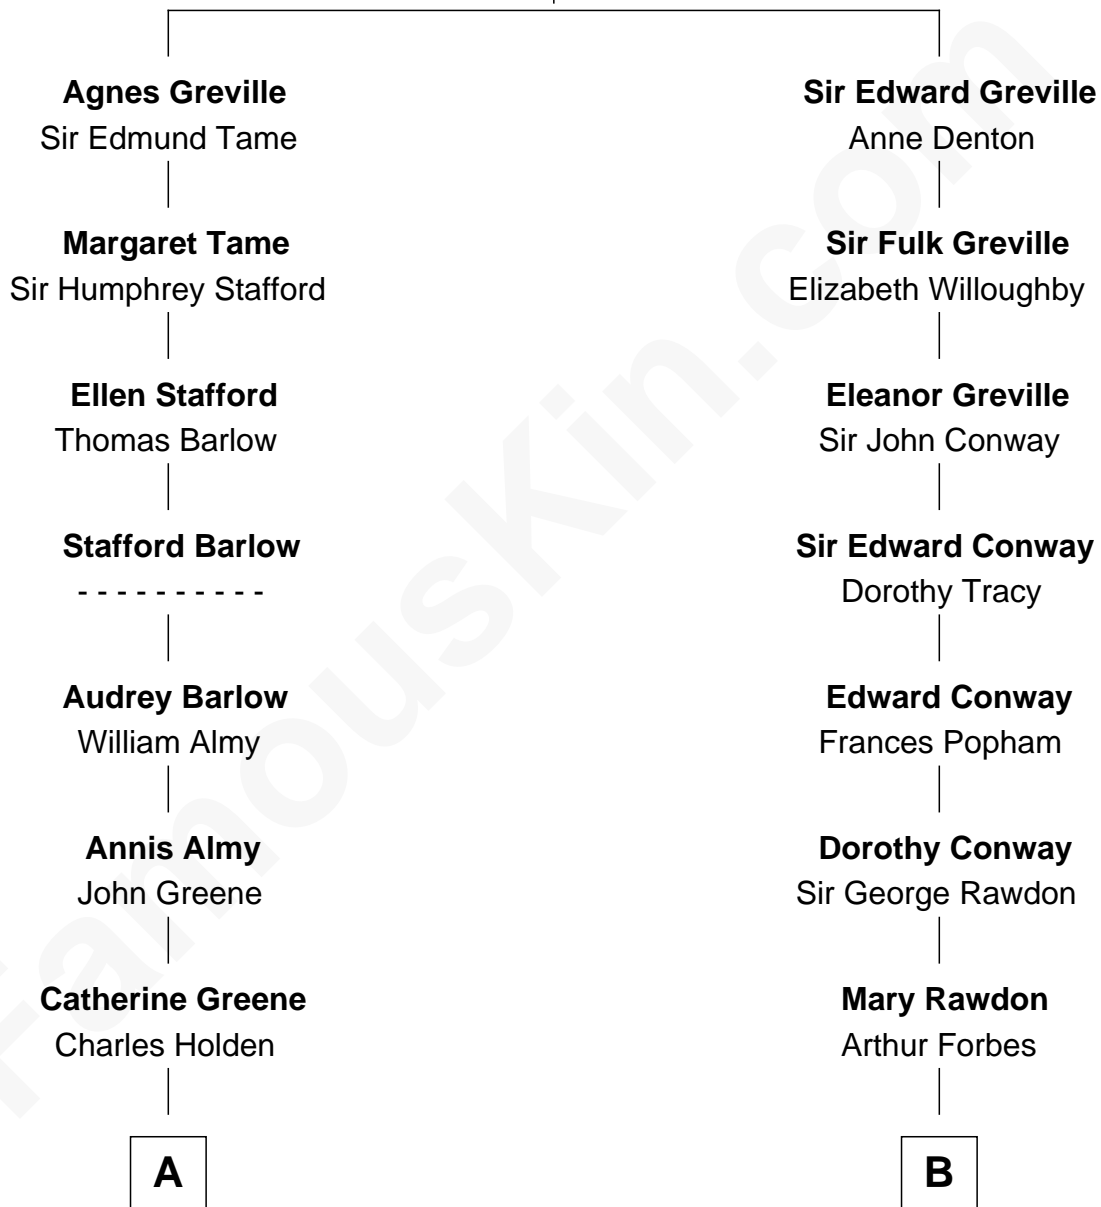 Agnes Greville
Sir Edmund Tame
Margaret Tame
Sir Humphrey Stafford
Ellen Stafford
Thomas Barlow
Stafford Barlow
- - - - - - - - - -
Audrey Barlow
William Almy
Annis Almy
John Greene
Catherine Greene
Charles Holden
A
Sir Edward Greville
Anne Denton
Sir Fulk Greville
Elizabeth Willoughby
Eleanor Greville
Sir John Conway
Sir Edward Conway
Dorothy Tracy
Edward Conway
Frances Popham
Dorothy Conway
Sir George Rawdon
Mary Rawdon
Arthur Forbes
B
FamousKin.com